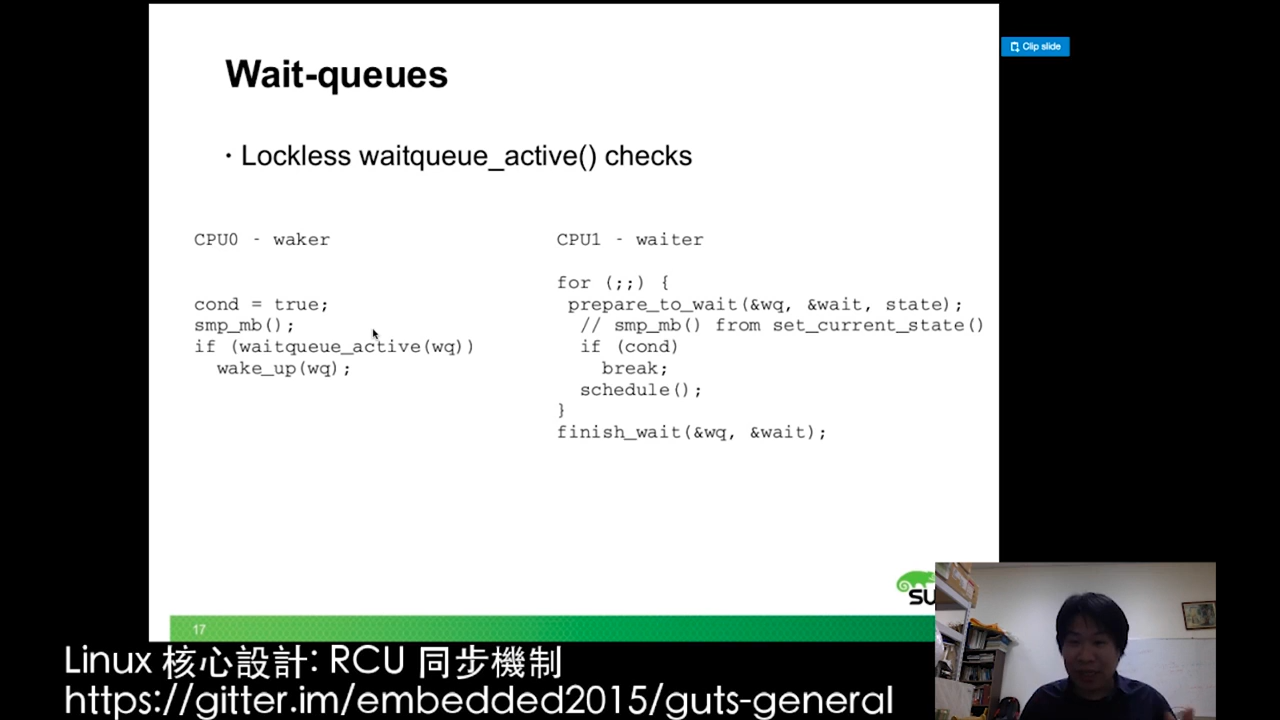 Clip slide
Wait-queues
· Lockless waitqueue_active() checks
CPU0 - waker
cond = true;
smp_mb();
if (waitqueue_active(wq))
wake_up(wq);
CPU1 - waiter
for (;;) {
prepare_to_wait(&wq, &wait, state);
// smp_mb() from set_current_state()
if (cond)
break;
schedule();
}
finish_wait(&wq, &wait);
SU
17
Linux 核心設計: RCU 同步機制
https://gitter.im/embedded2015/guts-general